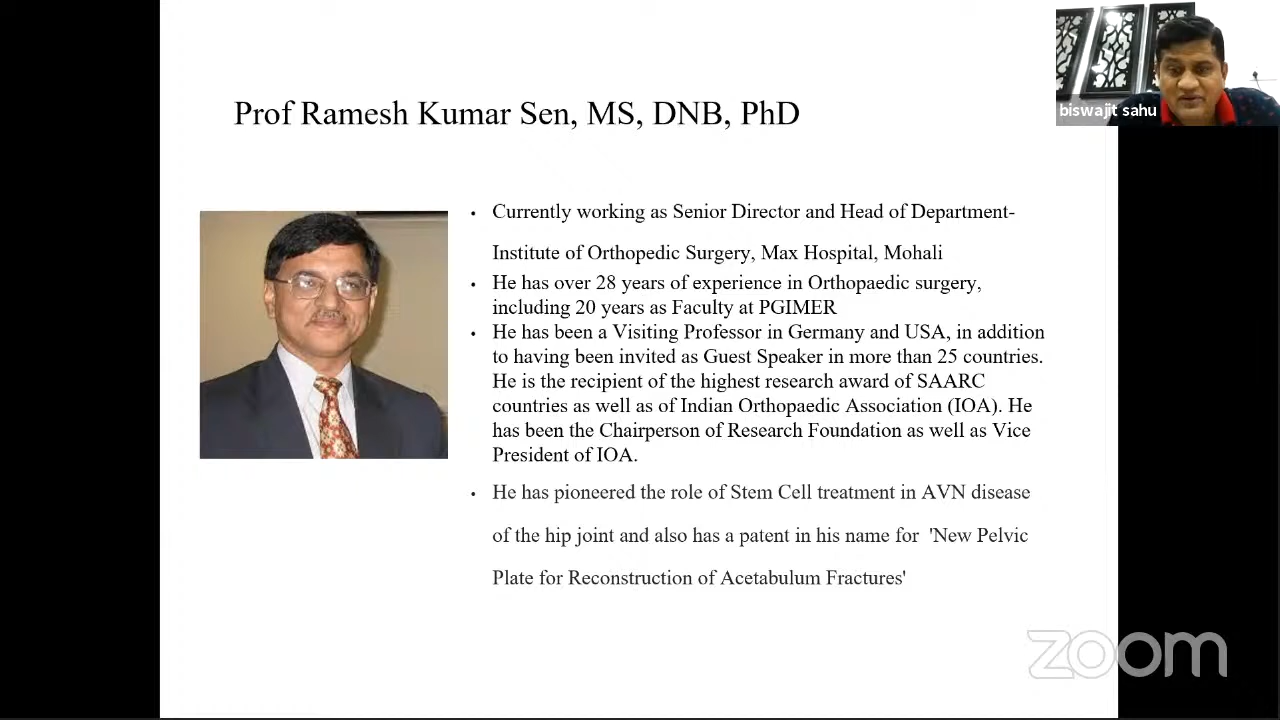 Prof Ramesh Kumar Sen, MS, DNB, PhD
biswajit sahu
• Currently working as Senior Director and Head of Department-
Institute of Orthopedic Surgery, Max Hospital, Mohali
• He has over 28 years of experience in Orthopaedic surgery,
including 20 years as Faculty at PGIMER
• He has been a Visiting Professor in Germany and USA, in addition
to having been invited as Guest Speaker in more than 25 countries.
He is the recipient of the highest research award of SAARC
countries as well as of Indian Orthopaedic Association (IOA). He
has been the Chairperson of Research Foundation as well as Vice
President of IOA.
• He has pioneered the role of Stem Cell treatment in AVN disease
of the hip joint and also has a patent in his name for 'New Pelvic
Plate for Reconstruction of Acetabulum Fractures'
zoom